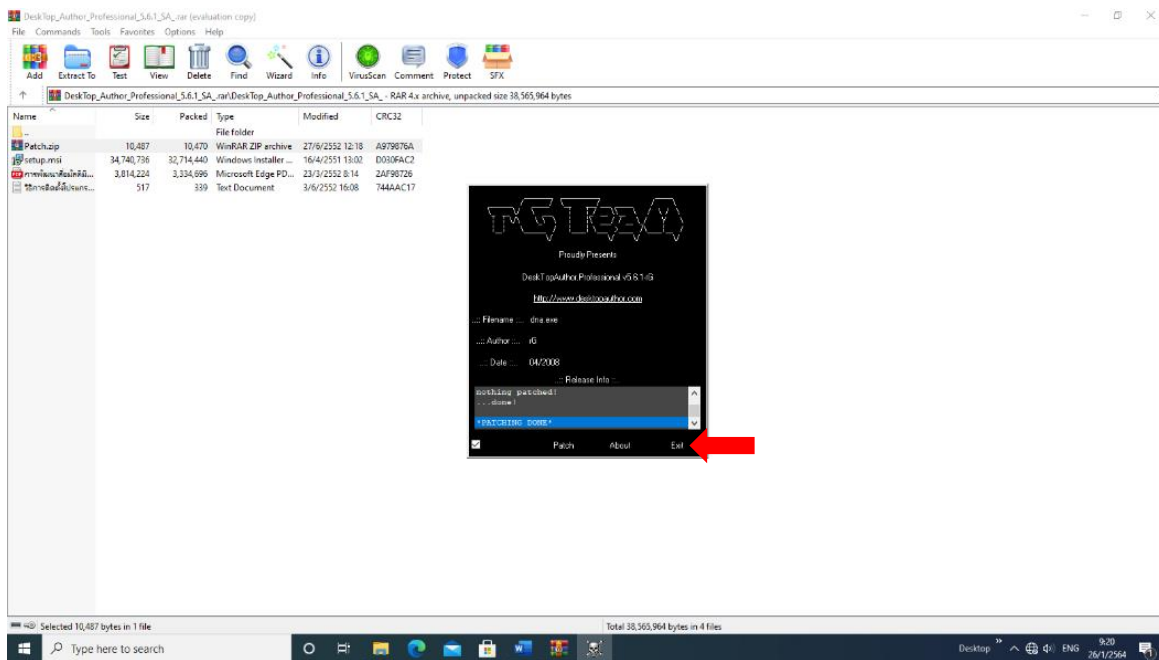 DeskTop_Author_Professional_5.6.1_SA_.rar (evaluation copy)
File Commands Tools Favorites Options Help
Add Extract To Test View Delete Find Wizard Info VirusScan Comment Protect SFX
DeskTop_Author_Professional_5.6.1_SA_.rar\DeskTop_Author_Professional_5.6.1_SA_ - RAR 4.x archive, unpacked size 38,565,964 bytes
Name Size Packed Type Modified CRC32
.. File folder
Patch.zip 10,487 10,470 WinRAR ZIP archive 27/6/2552 12:18 A979876A
setup.msi 34,740,736 32,714,440 Windows Installer ... 16/4/2551 13:02 D030FAC2
3,814,224 3,334,696 Microsoft Edge PD... 23/3/2552 8:14 2AF98726
517 339 Text Document 3/6/2552 16:08 744AAC17
rG TeaM
Proudly Presents
DeskTopAuthor.Professional v5.6.1-rG
http://www.desktopauthor.com
..:: Filename ::.. dna.exe
..:: Author ::.. rG
..:: Date ::.. 04/2008
..:: Release Info ::..
nothing patched!
...done!
*PATCHING DONE*
Patch About Exit
Selected 10,487 bytes in 1 file Total 38,565,964 bytes in 4 files
Type here to search Desktop ENG 9:20
26/1/2564